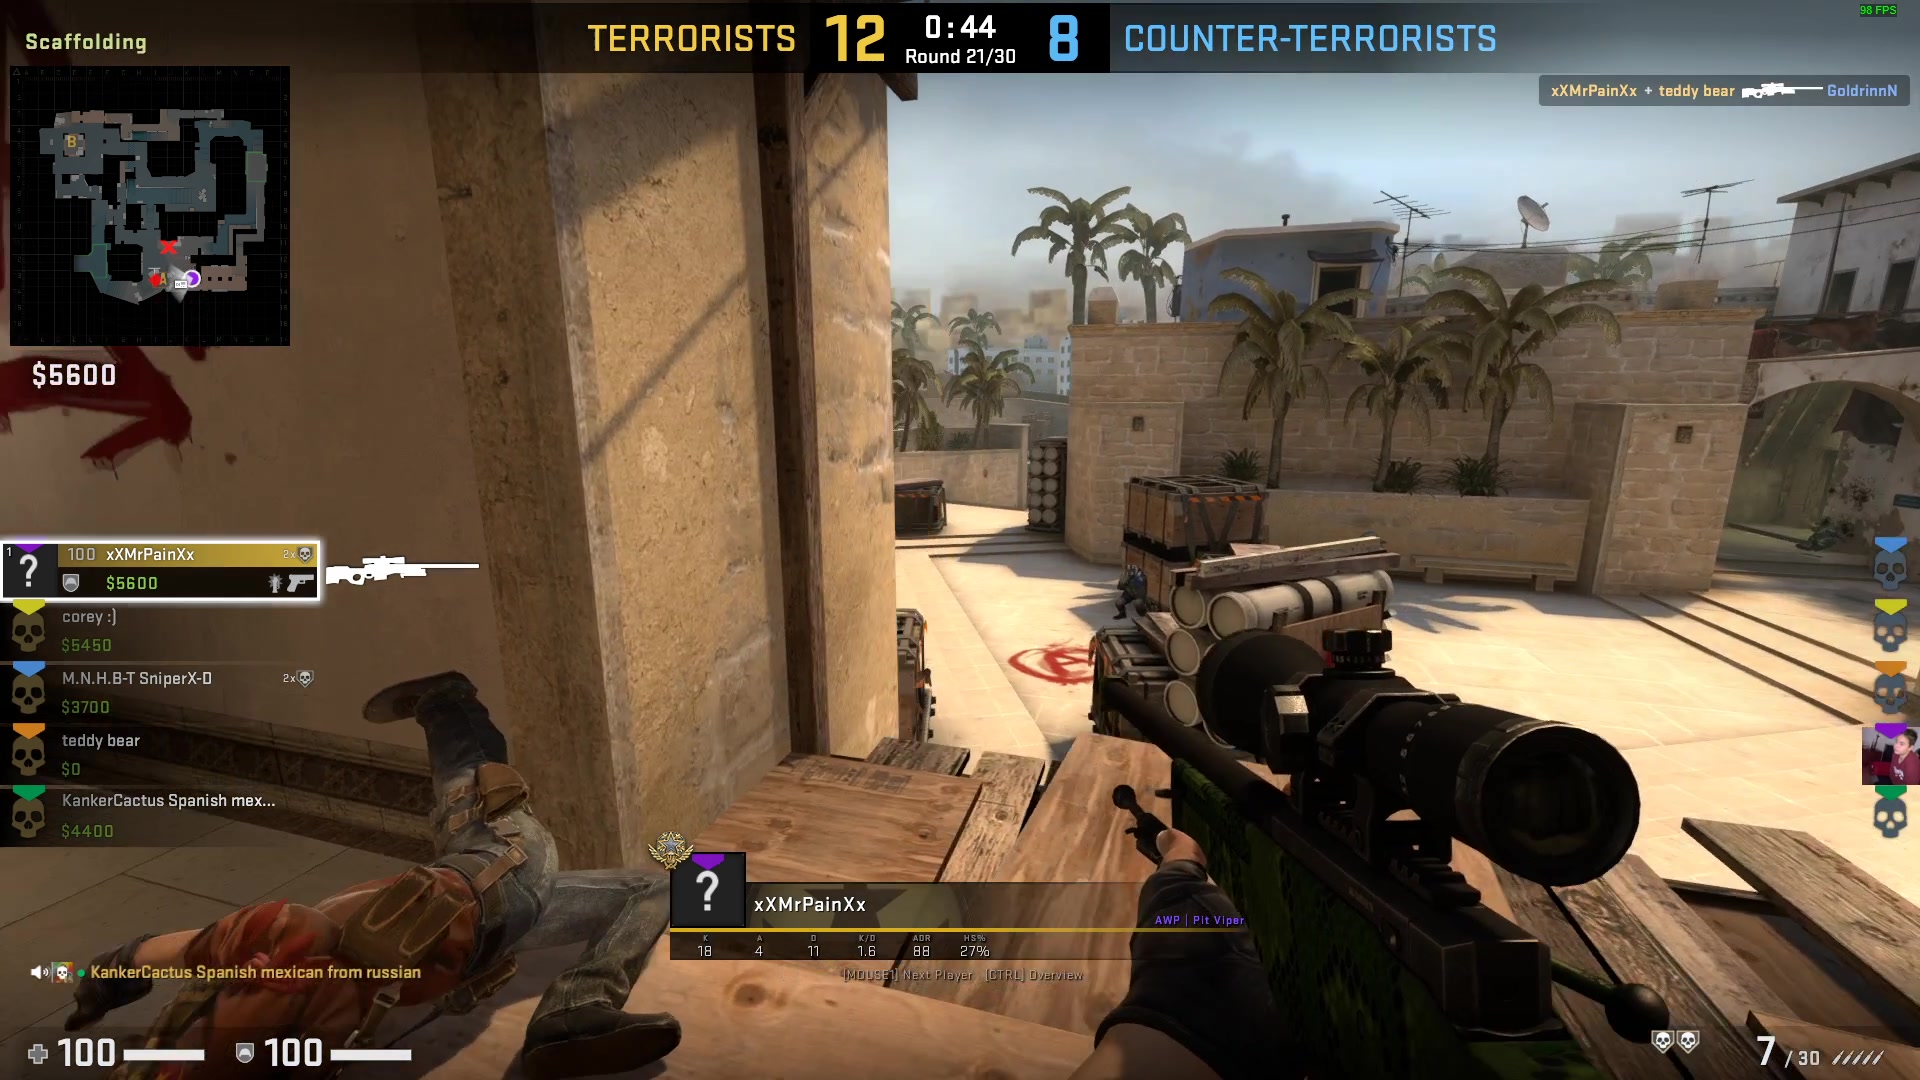 98 FPS
Scaffolding
TERRORISTS 12 0:44 8 COUNTER-TERRORISTS
Round 21/30
xXMrPainXx + teddy bear GoldrinnN
B
A
$5600
1 ? 100 xXMrPainXx 2x
$5600
corey :)
$5450
M.N.H.B-T SniperX-D 2x
$3700
teddy bear
$0
KankerCactus Spanish mex...
$4400
? xXMrPainXx
AWP | Pit Viper
K A D K/D ADR HS%
18 4 11 1.6 88 27%
[MOUSE1] Next Player [CTRL] Overview
KankerCactus Spanish mexican from russian
100 100
7 / 30